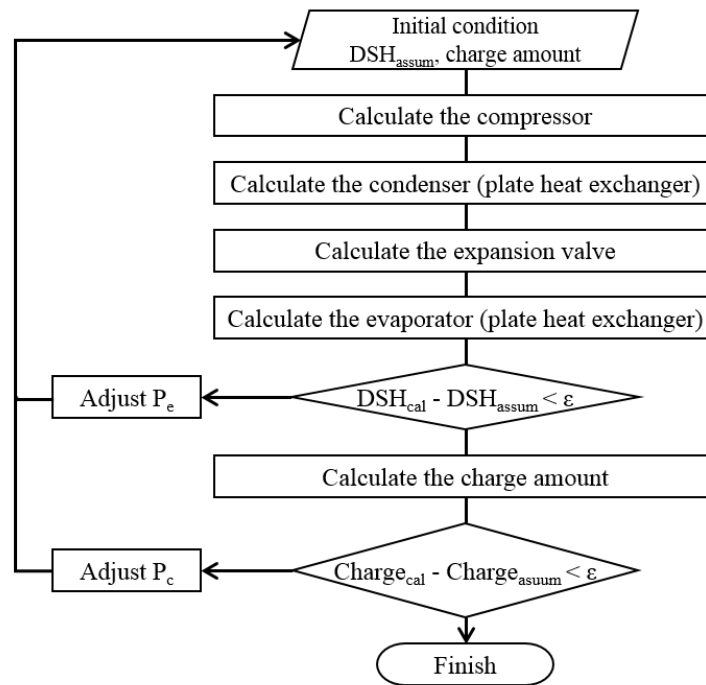 Initial condition
DSHassum, charge amount
Calculate the compressor
Calculate the condenser (plate heat exchanger)
Calculate the expansion valve
Calculate the evaporator (plate heat exchanger)
Adjust Pe
DSHcal - DSHassum < ε
Calculate the charge amount
Adjust Pc
Chargecal - Chargeasuum < ε
Finish